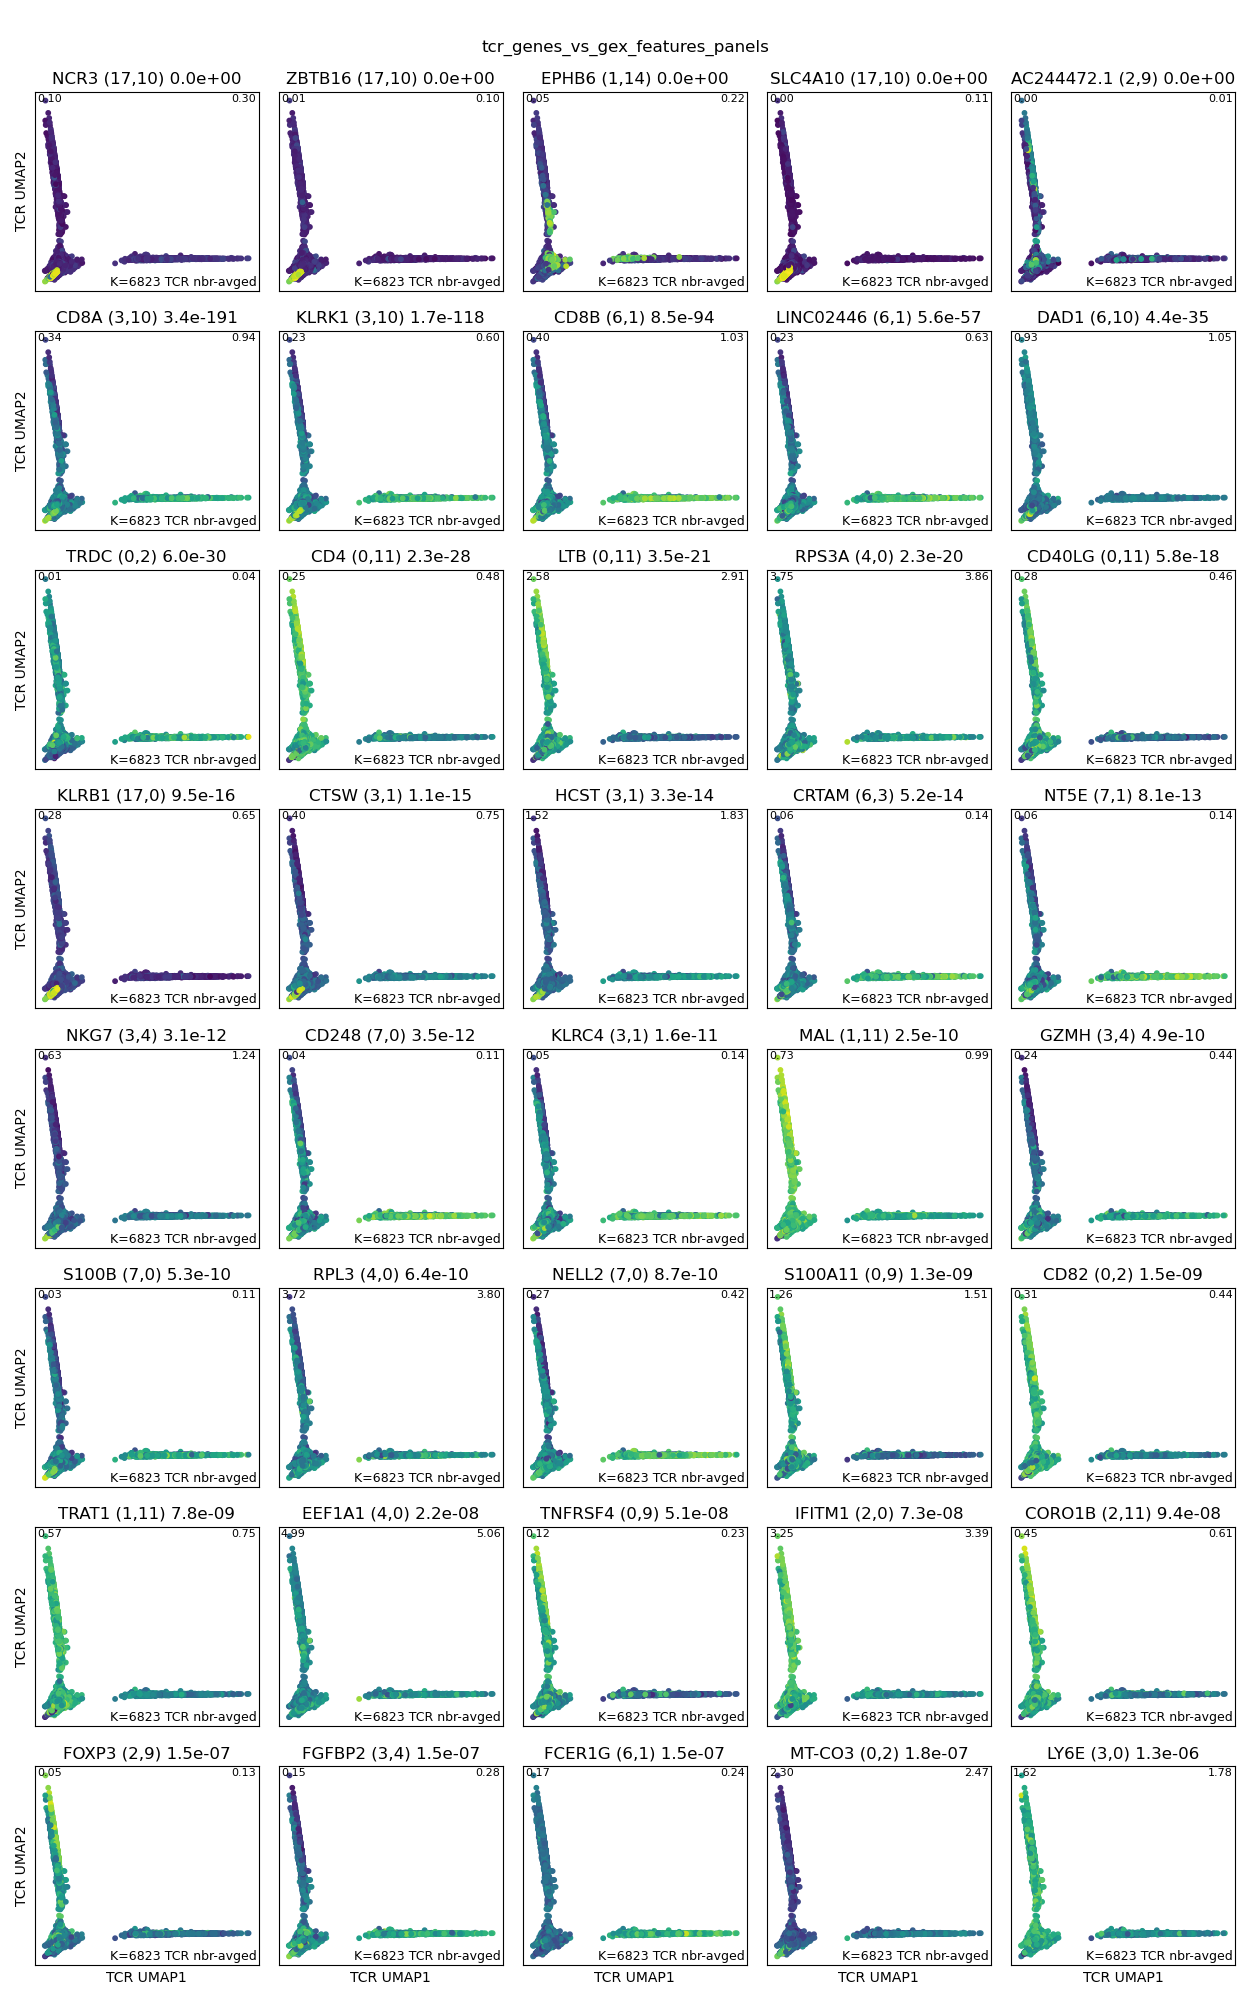 tcr_genes_vs_gex_features_panels
NCR3 (17,10) 0.0e+00 ZBTB16 (17,10) 0.0e+00 EPHB6 (1,14) 0.0e+00 SLC4A10 (17,10) 0.0e+00 AC244472.1 (2,9) 0.0e+00
0.10 0.30 0.01 0.10 0.05 0.22 0.00 0.11 0.00 0.01
TCR UMAP2
K=6823 TCR nbr-avged K=6823 TCR nbr-avged K=6823 TCR nbr-avged K=6823 TCR nbr-avged K=6823 TCR nbr-avged
CD8A (3,10) 3.4e-191 KLRK1 (3,10) 1.7e-118 CD8B (6,1) 8.5e-94 LINC02446 (6,1) 5.6e-57 DAD1 (6,10) 4.4e-35
0.34 0.94 0.23 0.60 0.40 1.03 0.23 0.63 0.93 1.05
TCR UMAP2
K=6823 TCR nbr-avged K=6823 TCR nbr-avged K=6823 TCR nbr-avged K=6823 TCR nbr-avged K=6823 TCR nbr-avged
TRDC (0,2) 6.0e-30 CD4 (0,11) 2.3e-28 LTB (0,11) 3.5e-21 RPS3A (4,0) 2.3e-20 CD40LG (0,11) 5.8e-18
0.01 0.04 0.25 0.48 2.58 2.91 3.75 3.86 0.28 0.46
TCR UMAP2
K=6823 TCR nbr-avged K=6823 TCR nbr-avged K=6823 TCR nbr-avged K=6823 TCR nbr-avged K=6823 TCR nbr-avged
KLRB1 (17,0) 9.5e-16 CTSW (3,1) 1.1e-15 HCST (3,1) 3.3e-14 CRTAM (6,3) 5.2e-14 NT5E (7,1) 8.1e-13
0.28 0.65 0.40 0.75 1.52 1.83 0.06 0.14 0.06 0.14
TCR UMAP2
K=6823 TCR nbr-avged K=6823 TCR nbr-avged K=6823 TCR nbr-avged K=6823 TCR nbr-avged K=6823 TCR nbr-avged
NKG7 (3,4) 3.1e-12 CD248 (7,0) 3.5e-12 KLRC4 (3,1) 1.6e-11 MAL (1,11) 2.5e-10 GZMH (3,4) 4.9e-10
0.63 1.24 0.04 0.11 0.05 0.14 0.73 0.99 0.24 0.44
TCR UMAP2
K=6823 TCR nbr-avged K=6823 TCR nbr-avged K=6823 TCR nbr-avged K=6823 TCR nbr-avged K=6823 TCR nbr-avged
S100B (7,0) 5.3e-10 RPL3 (4,0) 6.4e-10 NELL2 (7,0) 8.7e-10 S100A11 (0,9) 1.3e-09 CD82 (0,2) 1.5e-09
0.03 0.11 3.72 3.80 0.27 0.42 1.26 1.51 0.31 0.44
TCR UMAP2
K=6823 TCR nbr-avged K=6823 TCR nbr-avged K=6823 TCR nbr-avged K=6823 TCR nbr-avged K=6823 TCR nbr-avged
TRAT1 (1,11) 7.8e-09 EEF1A1 (4,0) 2.2e-08 TNFRSF4 (0,9) 5.1e-08 IFITM1 (2,0) 7.3e-08 CORO1B (2,11) 9.4e-08
0.57 0.75 4.99 5.06 0.12 0.23 3.25 3.39 0.45 0.61
TCR UMAP2
K=6823 TCR nbr-avged K=6823 TCR nbr-avged K=6823 TCR nbr-avged K=6823 TCR nbr-avged K=6823 TCR nbr-avged
FOXP3 (2,9) 1.5e-07 FGFBP2 (3,4) 1.5e-07 FCER1G (6,1) 1.5e-07 MT-CO3 (0,2) 1.8e-07 LY6E (3,0) 1.3e-06
0.05 0.13 0.15 0.28 0.17 0.24 2.30 2.47 1.62 1.78
TCR UMAP2
K=6823 TCR nbr-avged K=6823 TCR nbr-avged K=6823 TCR nbr-avged K=6823 TCR nbr-avged K=6823 TCR nbr-avged
TCR UMAP1 TCR UMAP1 TCR UMAP1 TCR UMAP1 TCR UMAP1